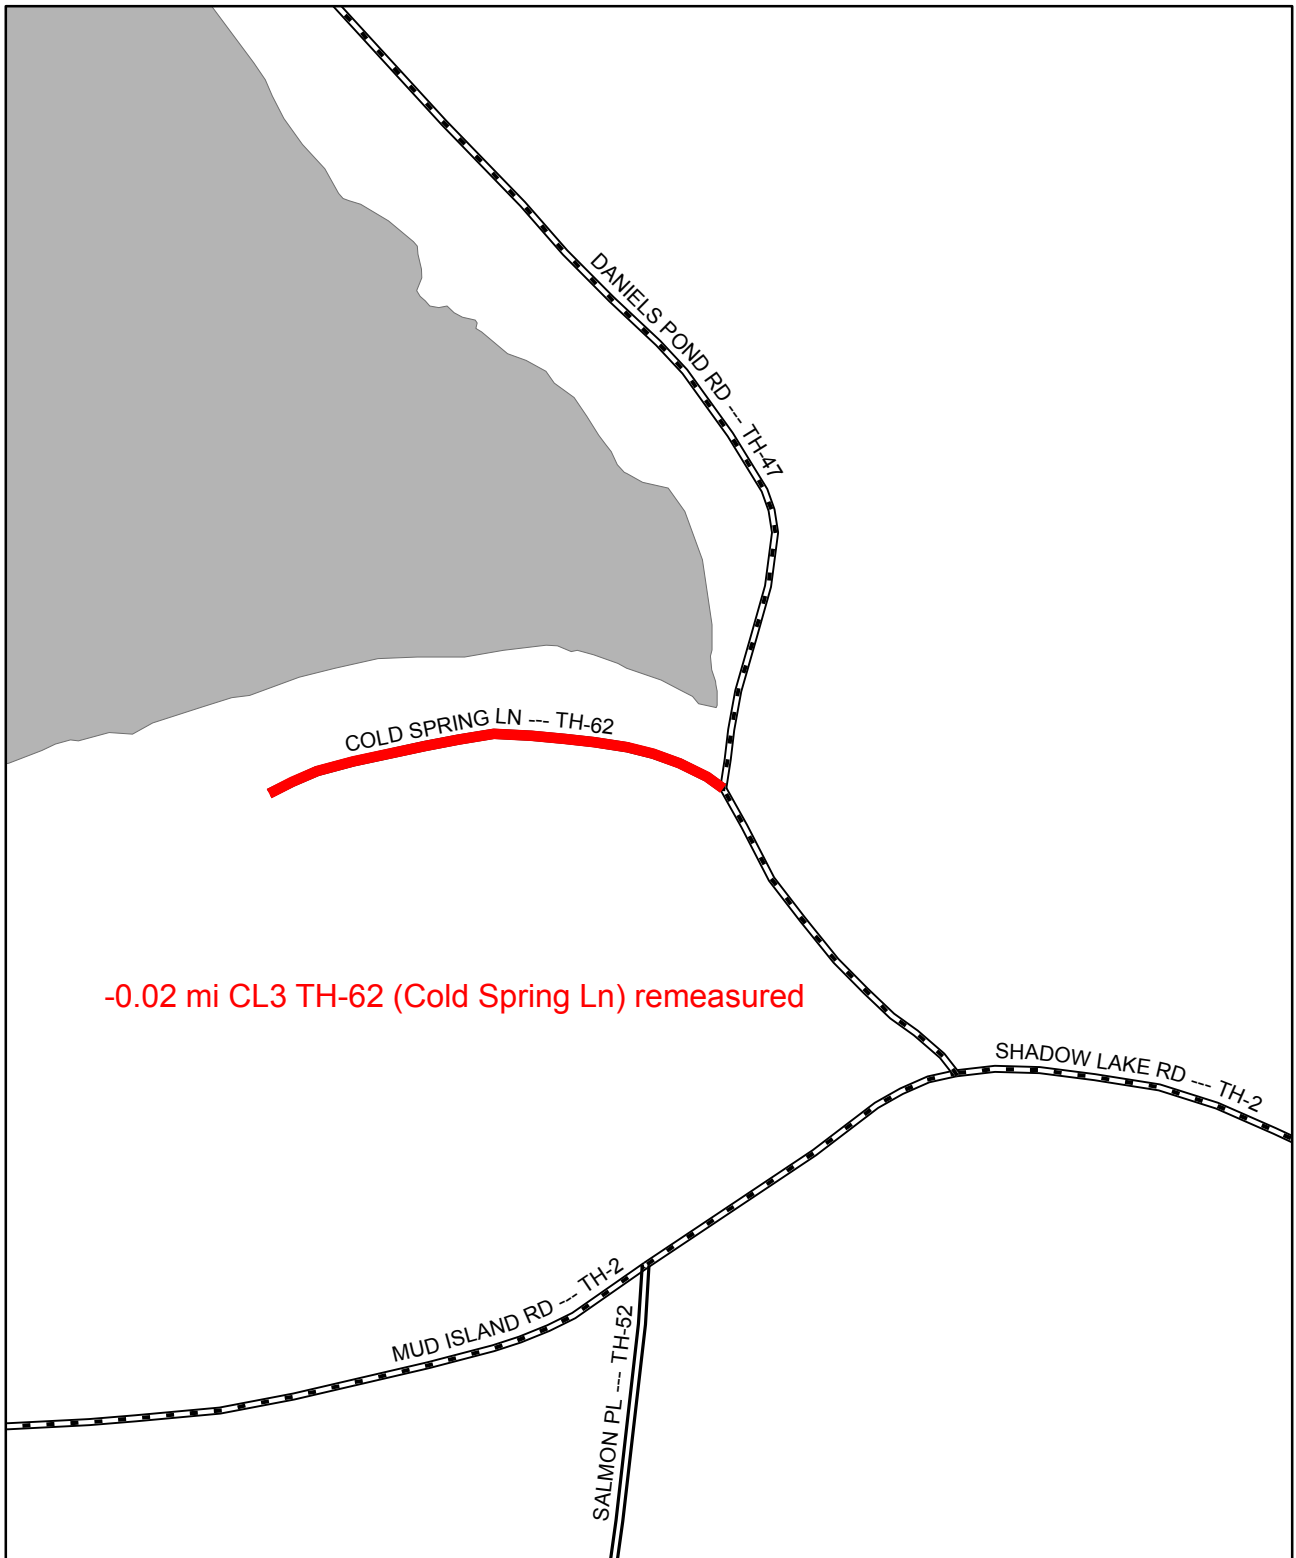 DANIELS POND RD --- TH-47
COLD SPRING LN --- TH-62
-0.02 mi CL3 TH-62 (Cold Spring Ln) remeasured
SHADOW LAKE RD --- TH-2
MUD ISLAND RD --- TH-2
SALMON PL --- TH-52